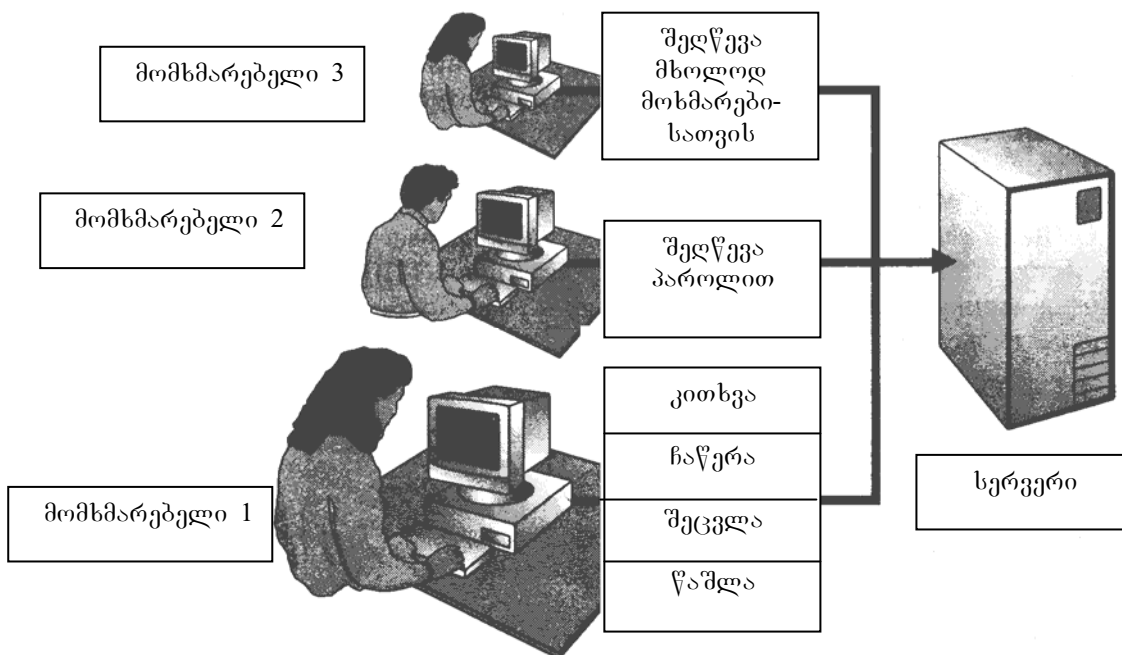 მომხმარებელი 3
შეღწევა
მხოლოდ
მოხმარები-
სათვის
მომხმარებელი 2
შეღწევა
პაროლით
მომხმარებელი 1
კითხვა
ჩაწერა
შეცვლა
წაშლა
სერვერი